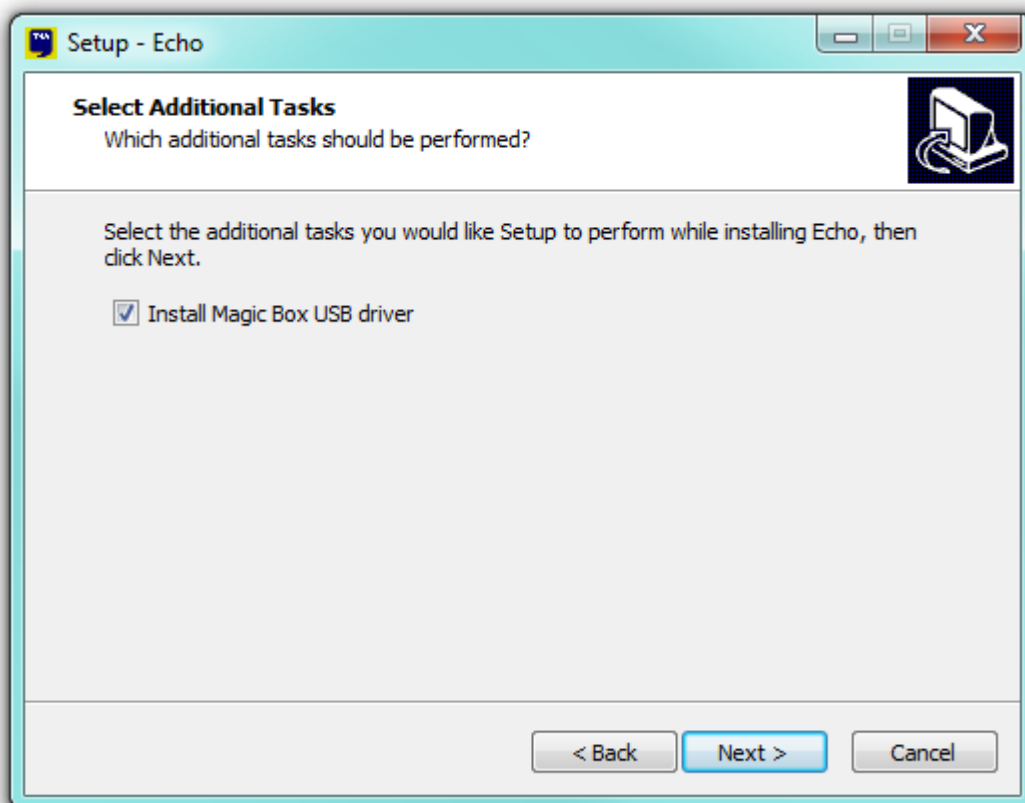 Setup - Echo
Select Additional Tasks
Which additional tasks should be performed?
Select the additional tasks you would like Setup to perform while installing Echo, then
click Next.
Install Magic Box USB driver
< Back Next > Cancel